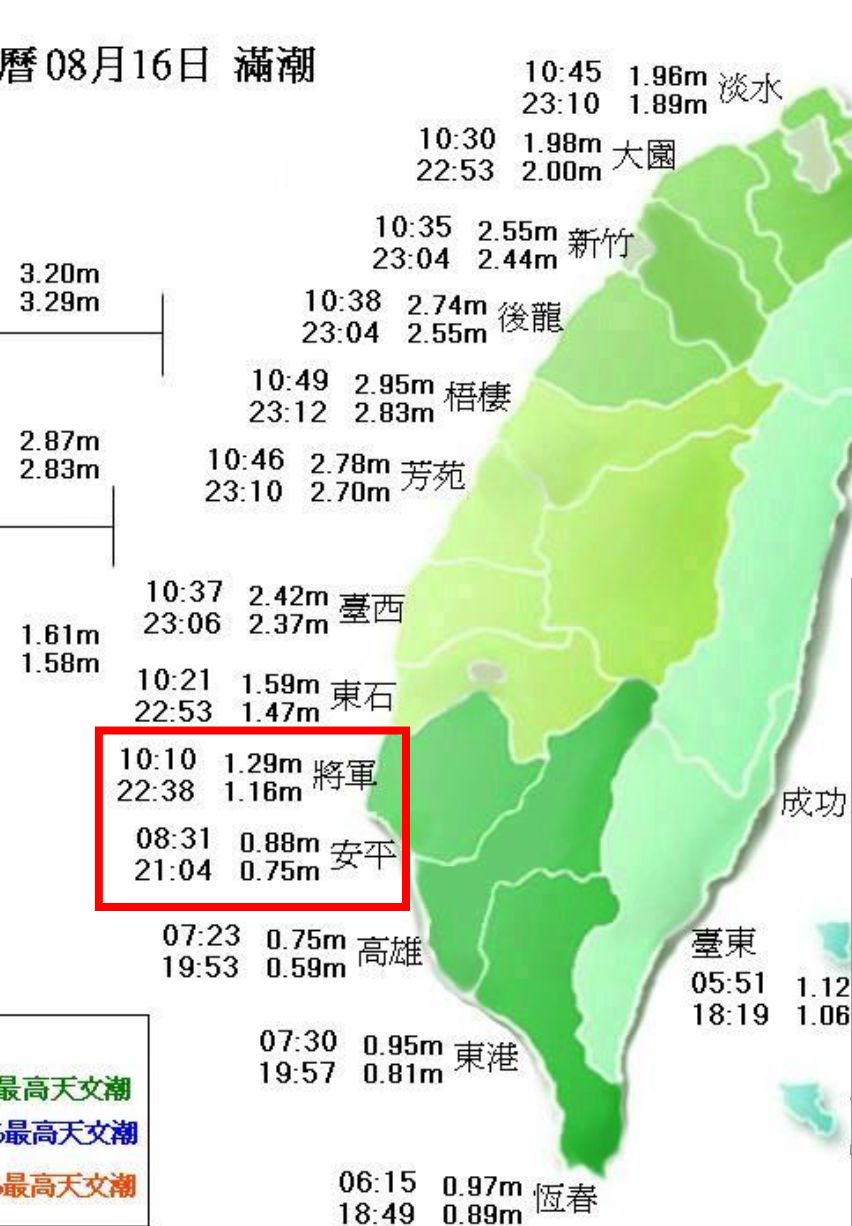 曆08月16日 滿潮
10:45 1.96m 淡水
23:10 1.89m
10:30 1.98m 大園
22:53 2.00m
10:35 2.55m 新竹
23:04 2.44m
3.20m
3.29m
10:38 2.74m 後龍
23:04 2.55m
10:49 2.95m 梧棲
23:12 2.83m
2.87m
2.83m
10:46 2.78m 芳苑
23:10 2.70m
10:37 2.42m 臺西
23:06 2.37m
1.61m
1.58m
10:21 1.59m 東石
22:53 1.47m
10:10 1.29m 將軍
22:38 1.16m
成功
08:31 0.88m 安平
21:04 0.75m
07:23 0.75m 高雄
19:53 0.59m
臺東
05:51 1.12
18:19 1.06
07:30 0.95m 東港
19:57 0.81m
最高天文潮
最高天文潮
最高天文潮
06:15 0.97m 恆春
18:49 0.89m